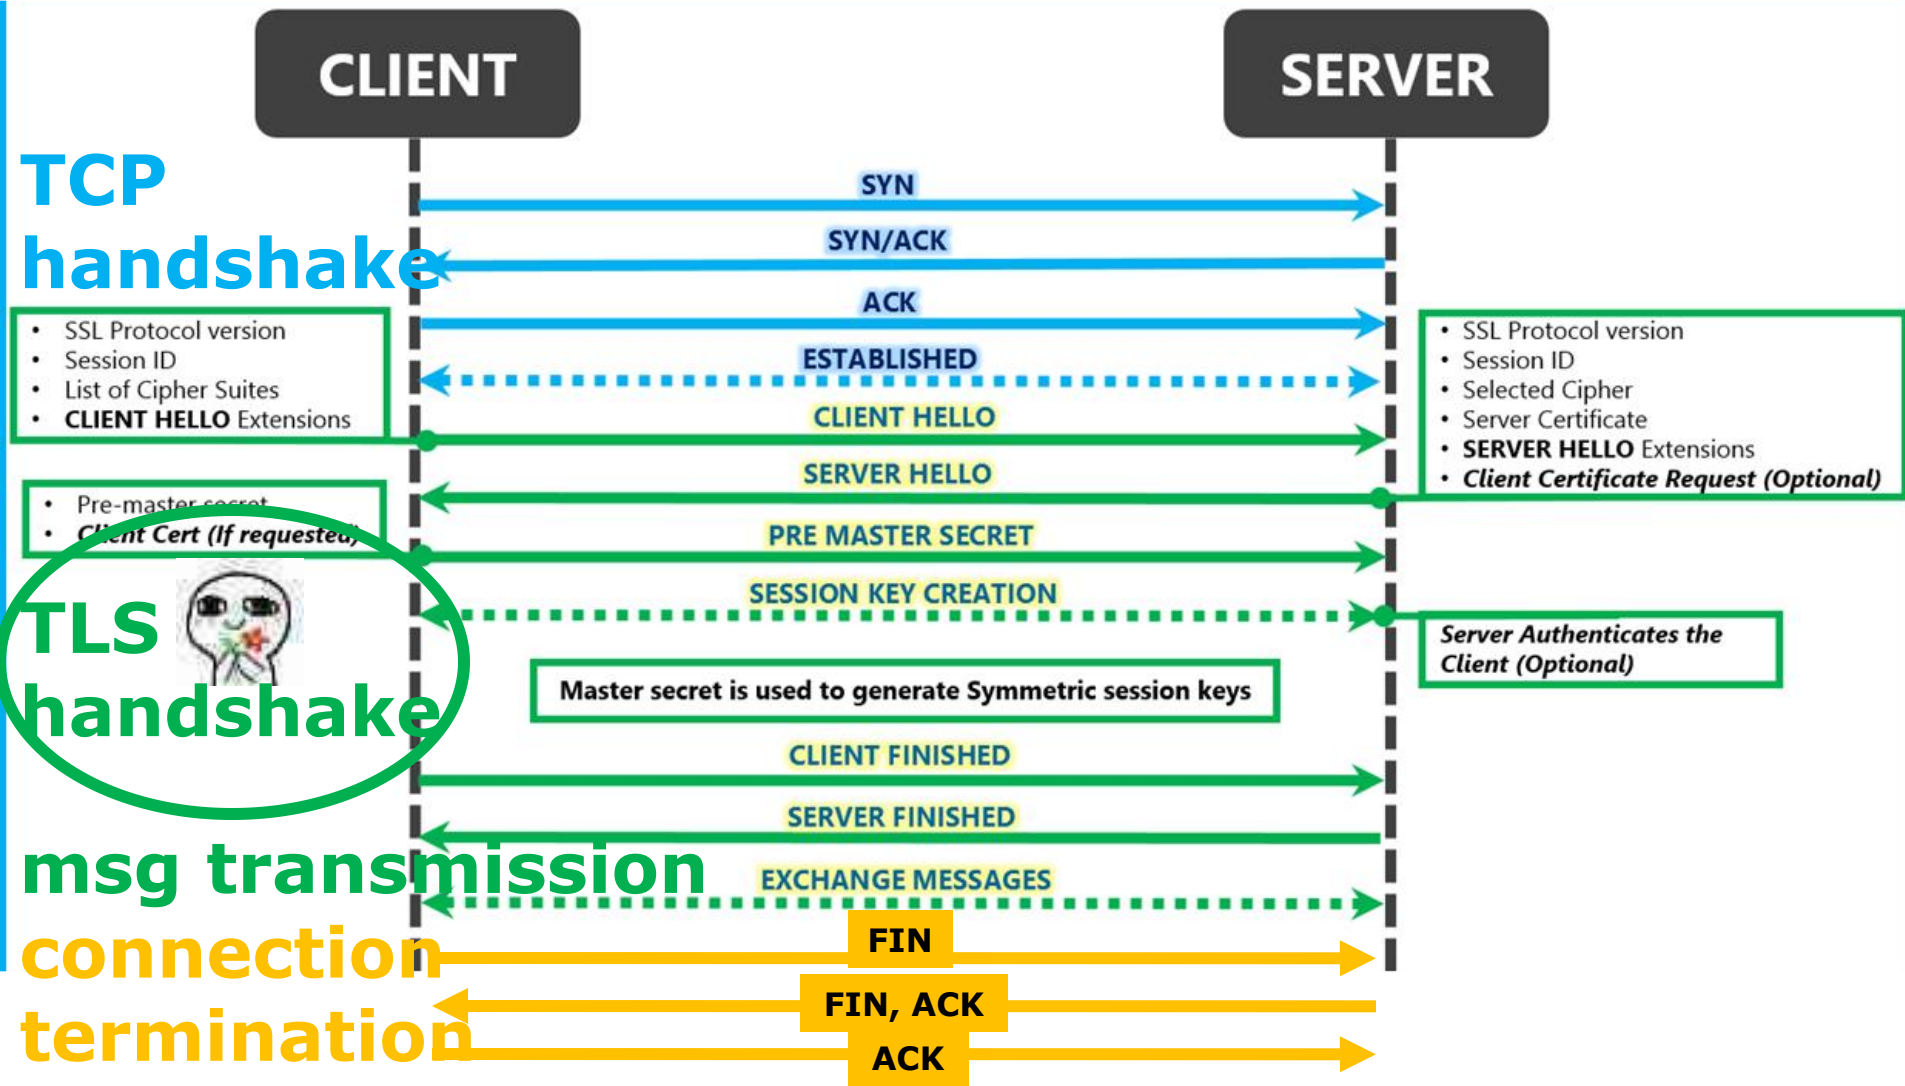 CLIENT
SERVER
TCP
handshake
SYN
SYN/ACK
ACK
ESTABLISHED
• SSL Protocol version
• Session ID
• List of Cipher Suites
• CLIENT HELLO Extensions
• SSL Protocol version
• Session ID
• Selected Cipher
• Server Certificate
• SERVER HELLO Extensions
• Client Certificate Request (Optional)
CLIENT HELLO
SERVER HELLO
• Pre-master secret
• Client Cert (If requested)
PRE MASTER SECRET
SESSION KEY CREATION
TLS
handshake
Server Authenticates the
Client (Optional)
Master secret is used to generate Symmetric session keys
CLIENT FINISHED
SERVER FINISHED
msg transmission
EXCHANGE MESSAGES
connection
termination
FIN
FIN, ACK
ACK